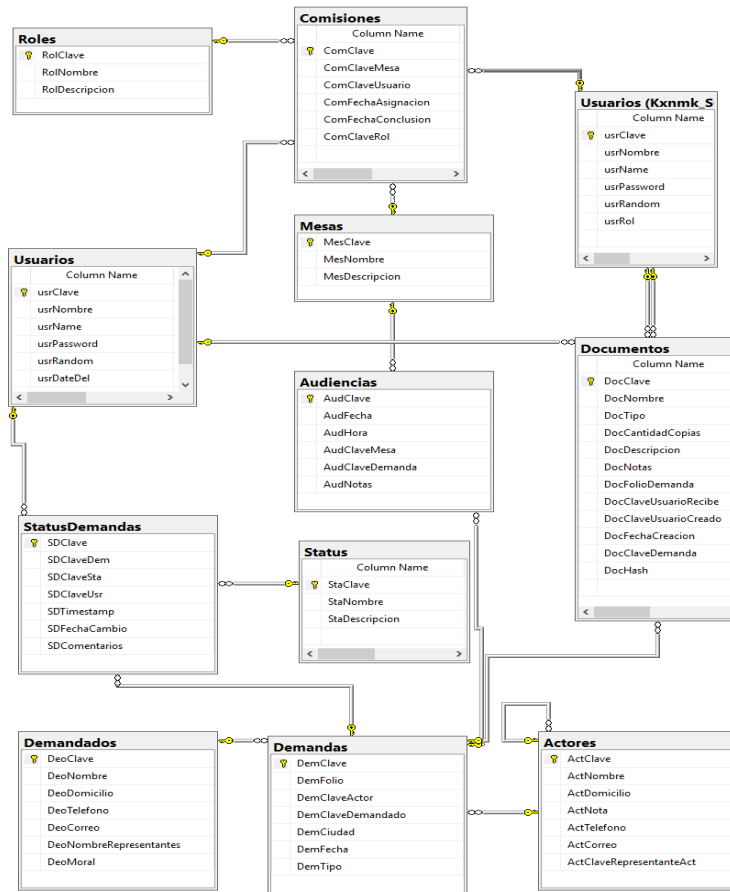 Comisiones
Column Name
ComClave
ComClaveMesa
ComClaveUsuario
ComFechaAsignacion
ComFechaConclusion
ComClaveRol
Roles
RolClave
RolNombre
RolDescripcion
Usuarios (Kxnmk_S
Column Name
usrClave
usrNombre
usrName
usrPassword
usrRandom
usrRol
Mesas
MesClave
MesNombre
MesDescripcion
Usuarios
Column Name
usrClave
usrNombre
usrName
usrPassword
usrRandom
usrDateDel
Audiencias
AudClave
AudFecha
AudHora
AudClaveMesa
AudClaveDemanda
AudNotas
Documentos
Column Name
DocClave
DocNombre
DocTipo
DocCantidadCopias
DocDescripcion
DocNotas
DocFolioDemanda
DocClaveUsuarioRecibe
DocClaveUsuarioCreado
DocFechaCreacion
DocClaveDemanda
DocHash
StatusDemandas
SDClave
SDClaveDem
SDClaveSta
SDClaveUsr
SDTimestamp
SDFechaCambio
SDComentarios
Status
Column Name
StaClave
StaNombre
StaDescripcion
Demandados
DeoClave
DeoNombre
DeoDomicilio
DeoTelefono
DeoCorreo
DeoNombreRepresentantes
DeoMoral
Demandas
DemClave
DemFolio
DemClaveActor
DemClaveDemandado
DemCiudad
DemFecha
DemTipo
Actores
ActClave
ActNombre
ActDomicilio
ActNota
ActTelefono
ActCorreo
ActClaveRepresentanteAct